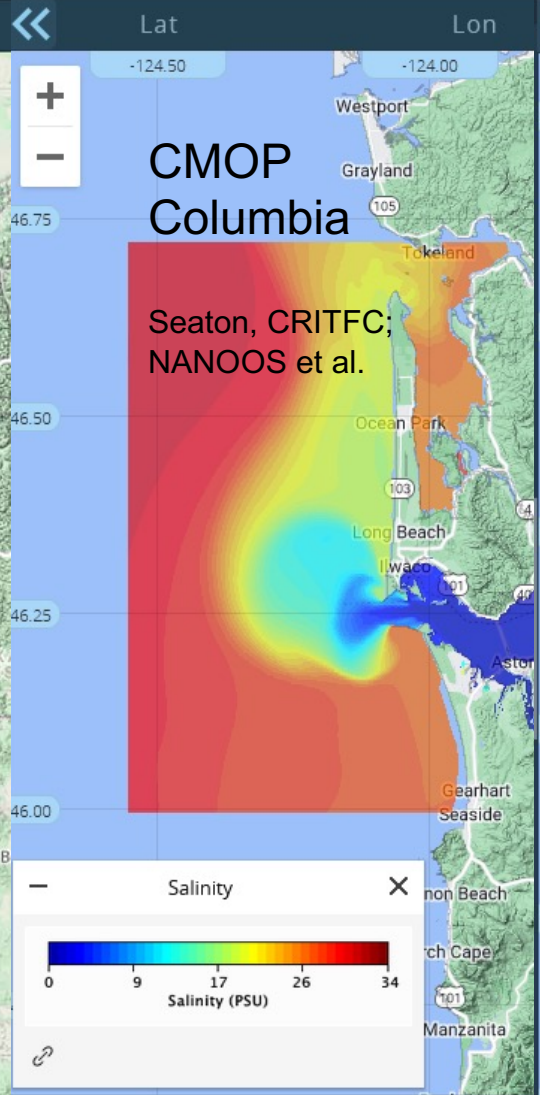 Lat Lon
-124.50 -124.00
+
Westport
−
CMOP
Grayland
Columbia
105
46.75
Tokeland
Seaton, CRITFC;
NANOOS et al.
46.50
Ocean Park
103
4
Long Beach
Ilwaco
101
40
46.25
Astor
Gearhart
46.00
Seaside
B
− Salinity ×
non Beach
0 9 17 26 34
Salinity (PSU)
rch Cape
101
Manzanita